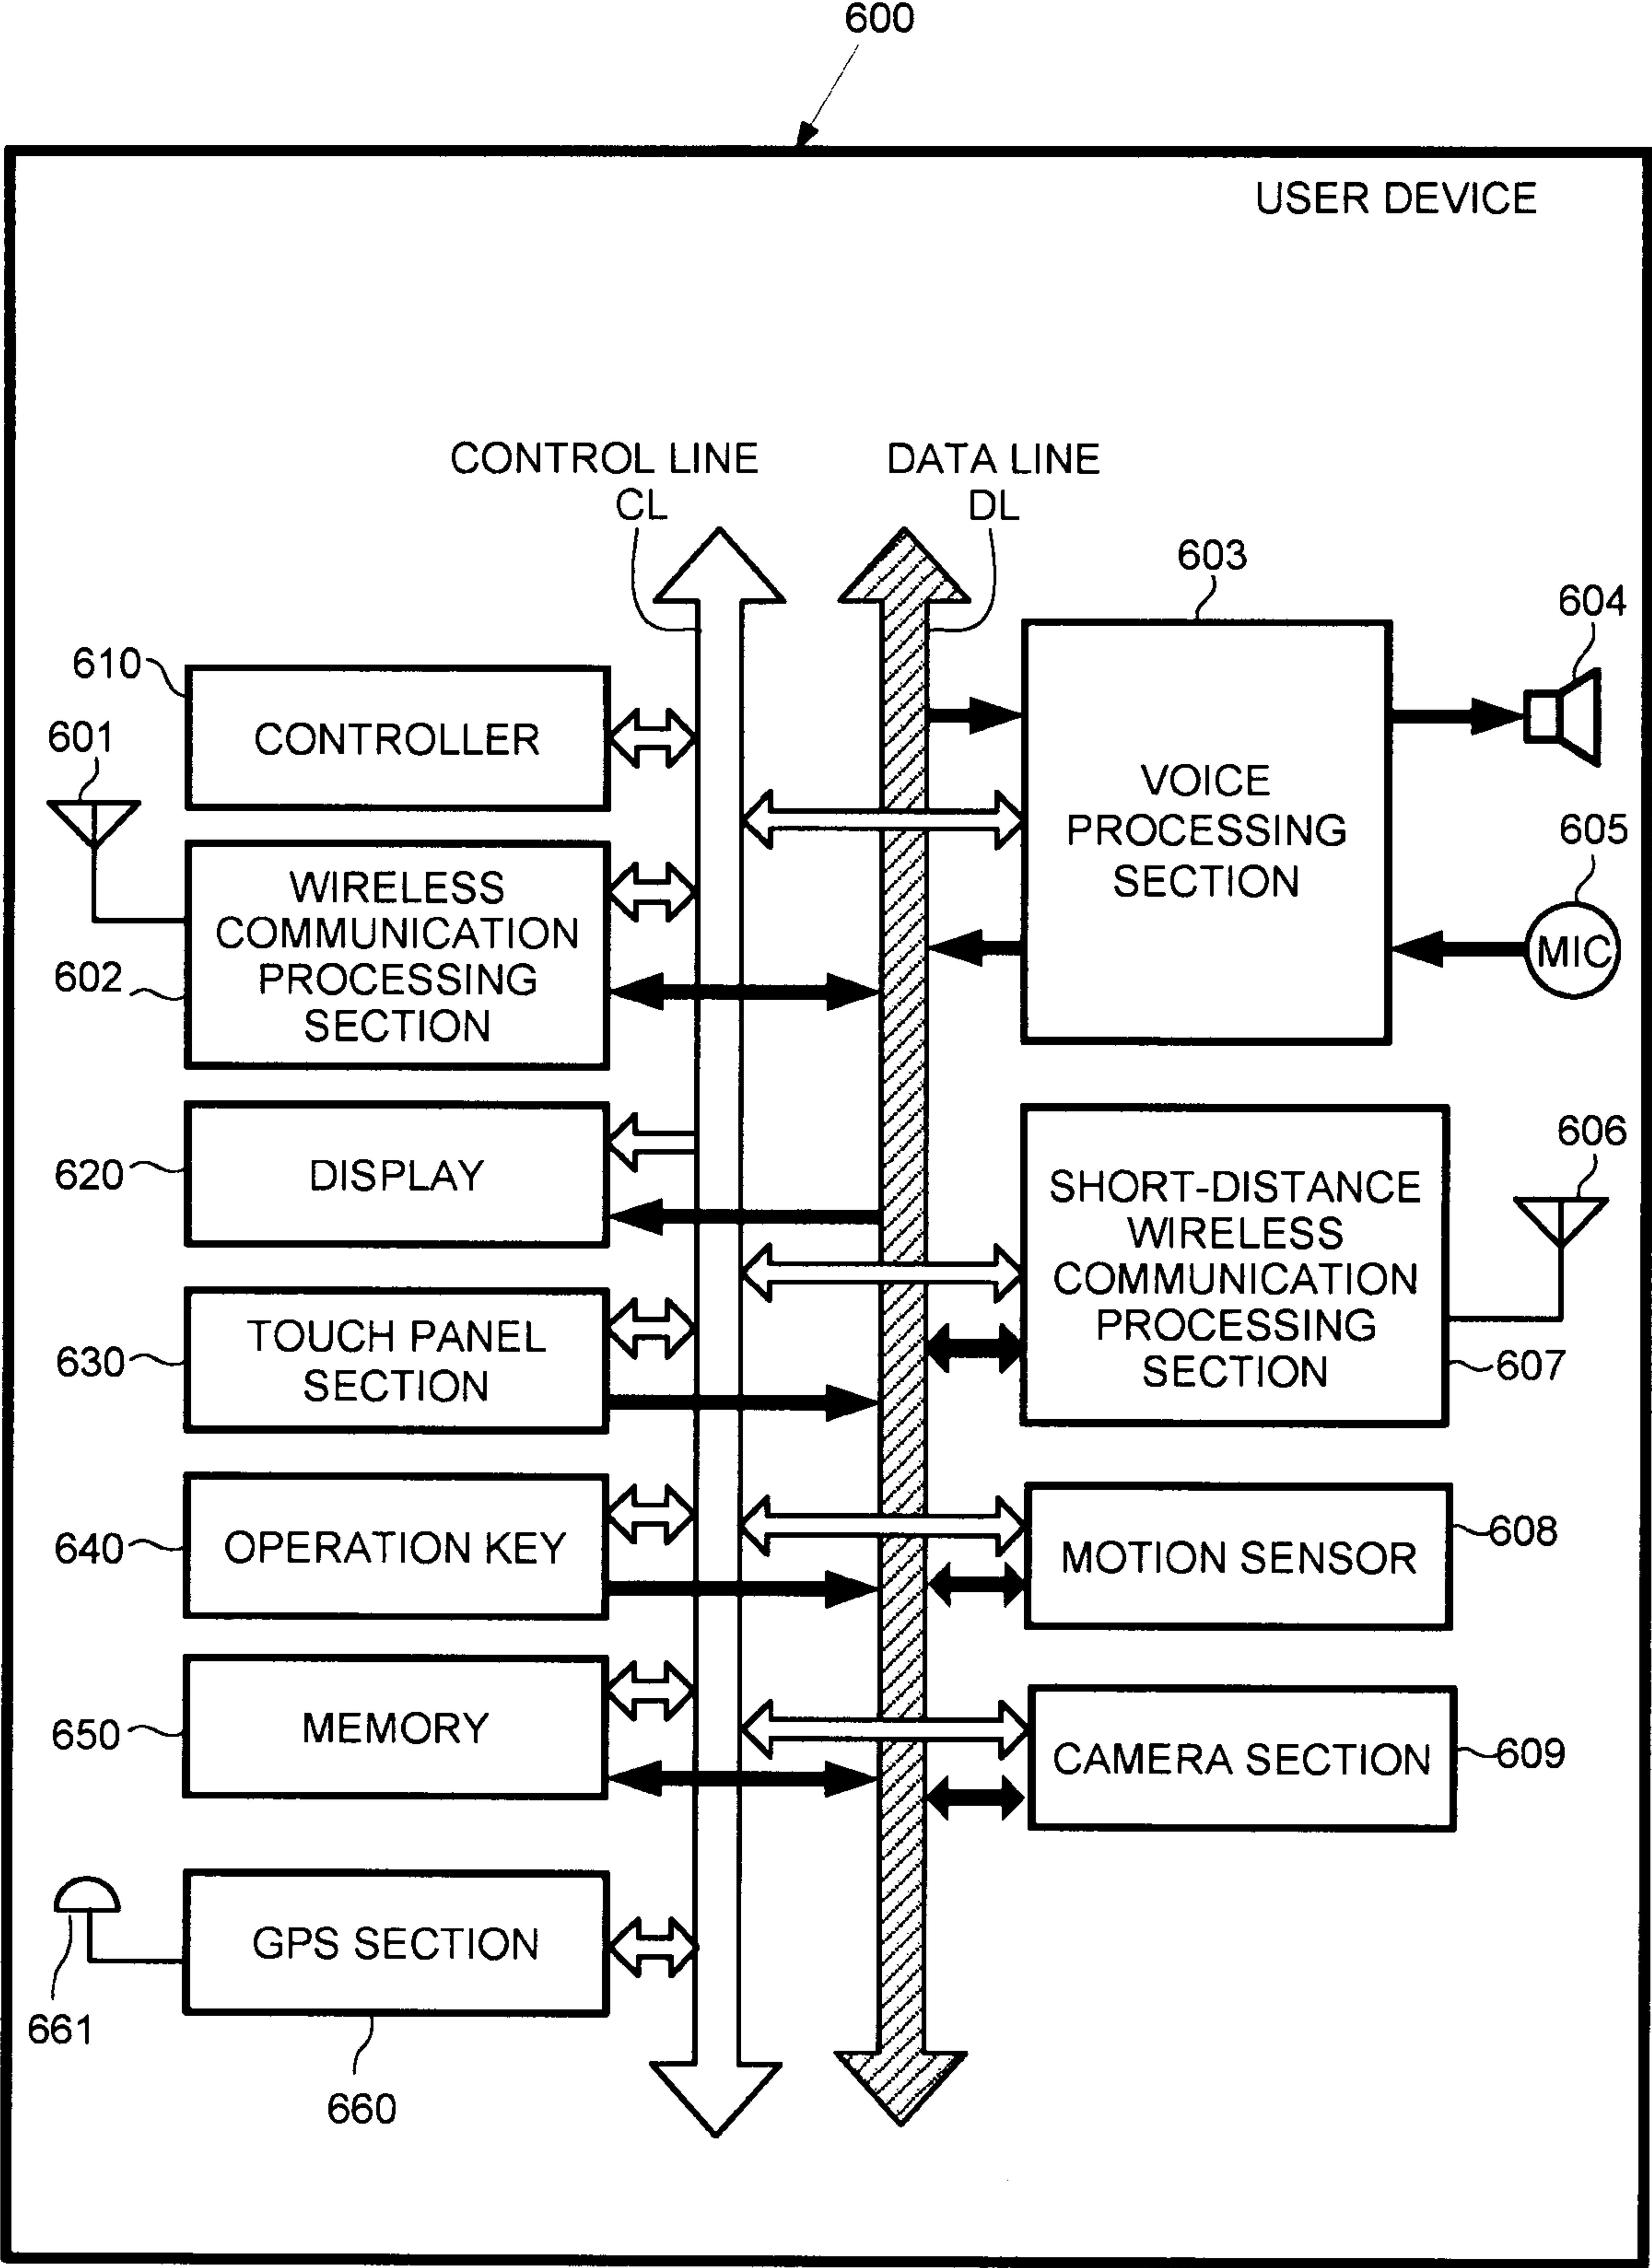 600
USER DEVICE
CONTROL LINE
CL
DATA LINE
DL
610
CONTROLLER
601
602
WIRELESS
COMMUNICATION
PROCESSING
SECTION
620
DISPLAY
630
TOUCH PANEL
SECTION
640
OPERATION KEY
650
MEMORY
661
GPS SECTION
660
603
VOICE
PROCESSING
SECTION
604
605
MIC
606
SHORT-DISTANCE
WIRELESS
COMMUNICATION
PROCESSING
SECTION
607
MOTION SENSOR
608
CAMERA SECTION
609